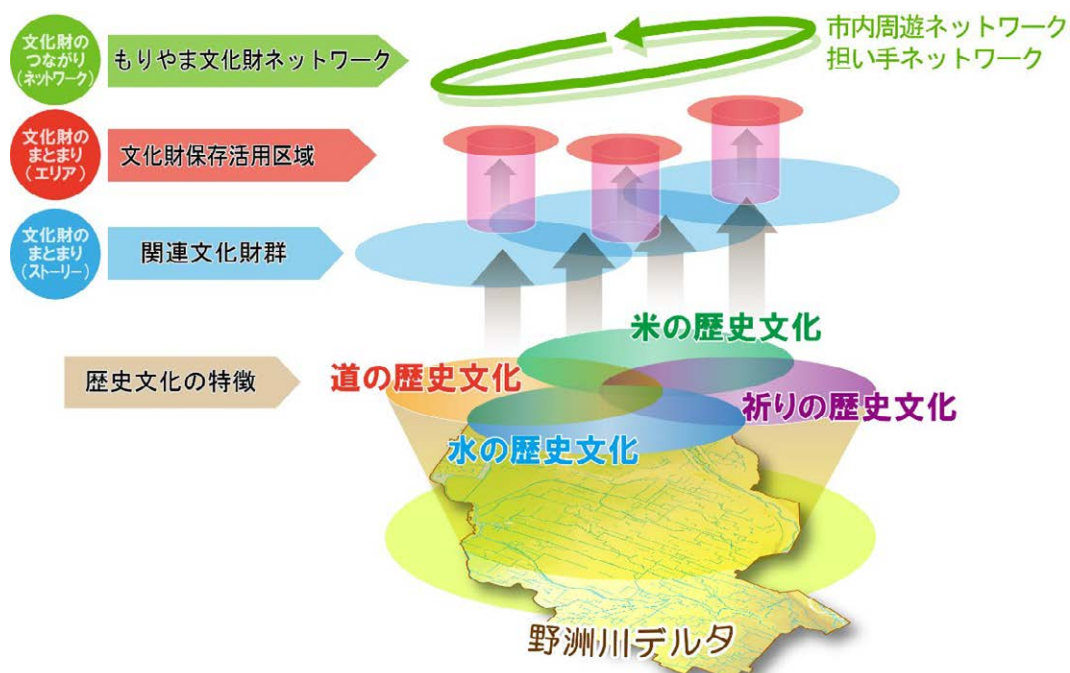 文化財の
つながり
(ネットワーク)
もりやま文化財ネットワーク
市内周遊ネットワーク
担い手ネットワーク
文化財の
まとまり
(エリア)
文化財保存活用区域
文化財の
まとまり
(ストーリー)
関連文化財群
歴史文化の特徴
米の歴史文化
道の歴史文化
祈りの歴史文化
水の歴史文化
野洲川デルタ